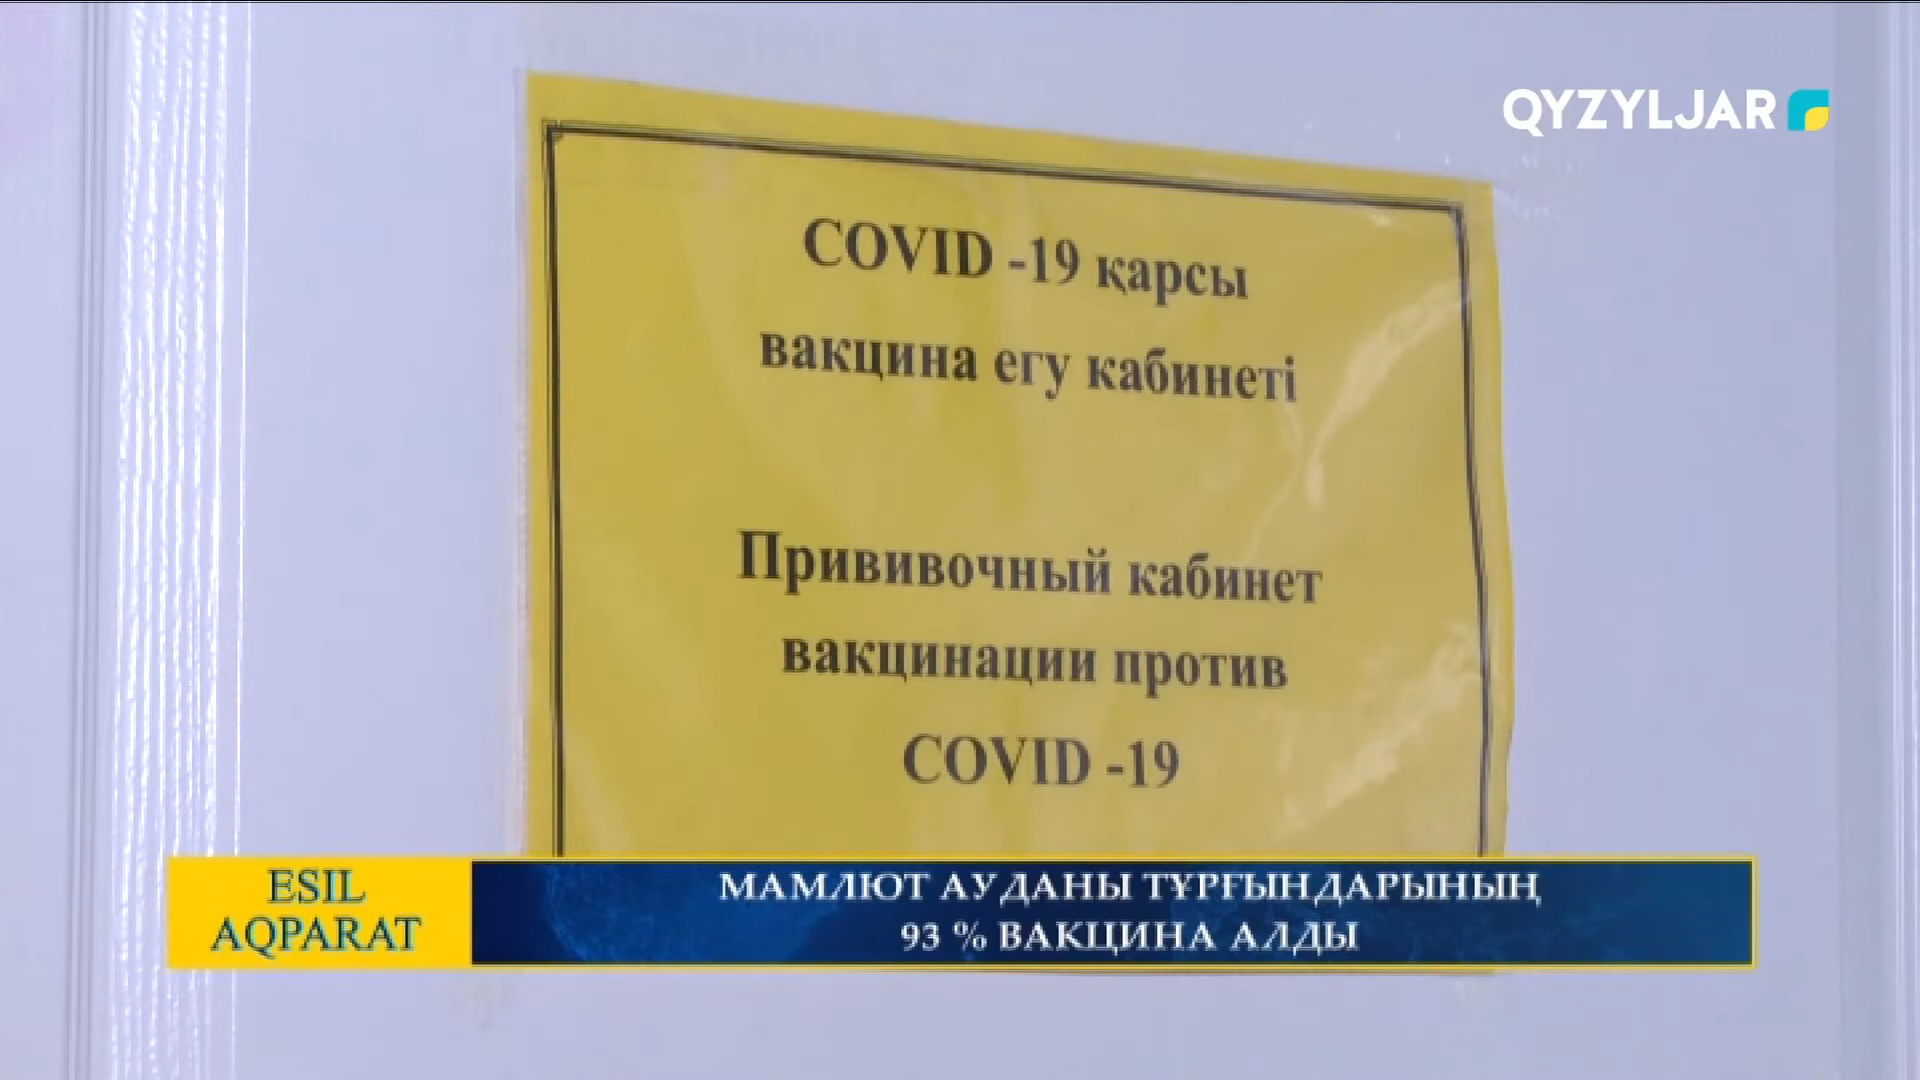 QYZYLJAR
COVID -19 қарсы
вакцина егу кабинеті
Прививочный кабинет
вакцинации против
COVID -19
ESIL
AQPARAT
МАМЛЮТ АУДАНЫ ТҰРҒЫНДАРЫНЫҢ
93 % ВАКЦИНА АЛДЫ